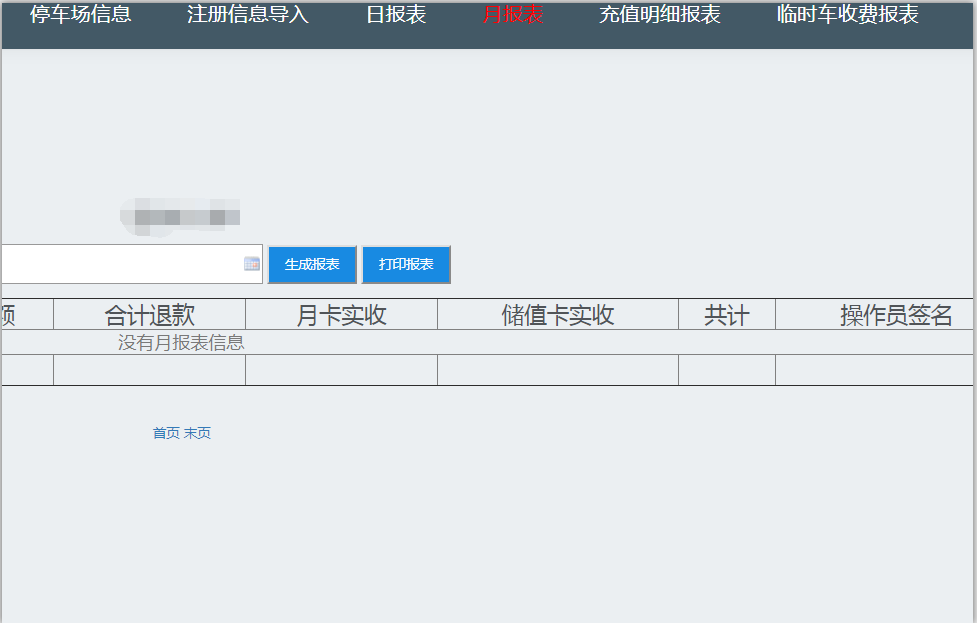 停车场信息 注册信息导入 日报表 月报表 充值明细报表 临时车收费报表
生成报表 打印报表
额 合计退款 月卡实收 储值卡实收 共计 操作员签名
没有月报表信息
首页 末页